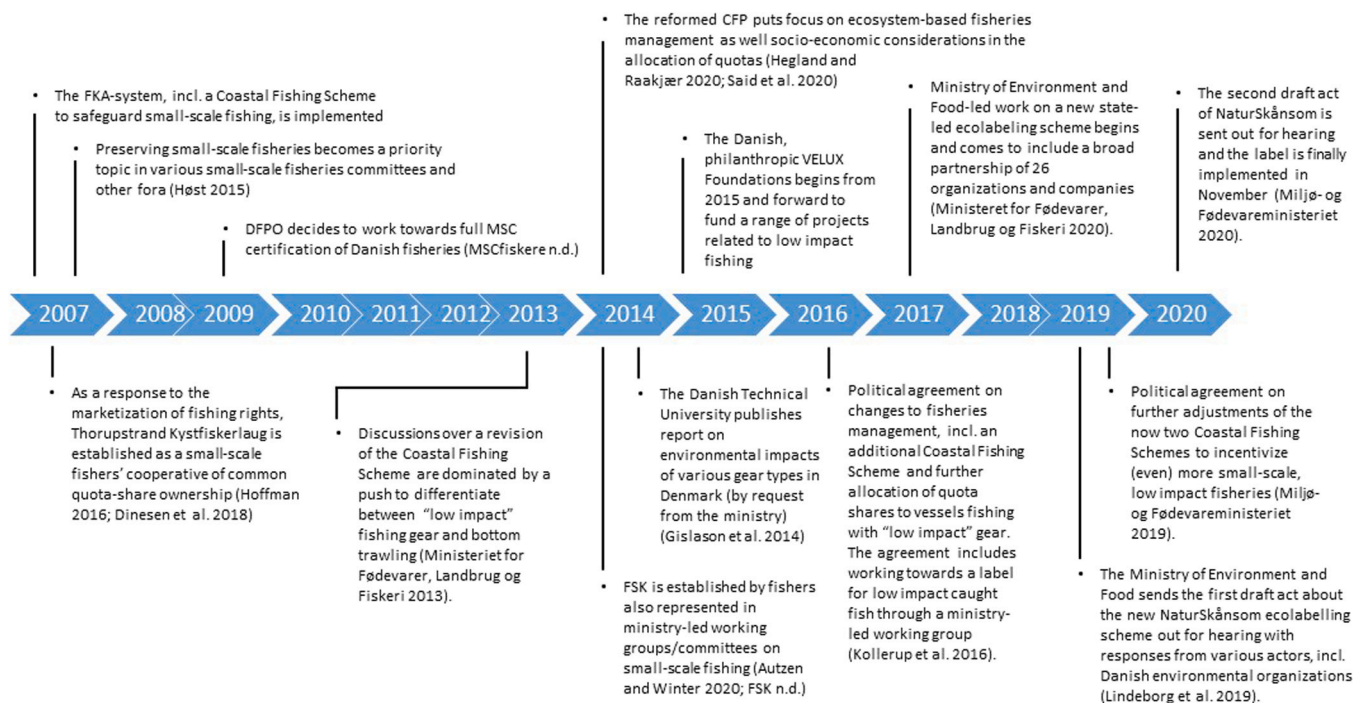 • The FKA-system, incl. a Coastal Fishing Scheme
to safeguard small-scale fishing, is implemented
• Preserving small-scale fisheries becomes a priority
topic in various small-scale fisheries committees and
other fora (Høst 2015)
• DFPO decides to work towards full MSC
certification of Danish fisheries (MSCfiskere n.d.)
• The reformed CFP puts focus on ecosystem-based fisheries
management as well socio-economic considerations in the
allocation of quotas (Hegland and
Raakjær 2020; Said et al. 2020)
• The Danish,
philanthropic VELUX
Foundations begins from
2015 and forward to
fund a range of projects
related to low impact
fishing
• Ministry of Environment and
Food-led work on a new state-
led ecolabeling scheme begins
and comes to include a broad
partnership of 26
organizations and companies
(Ministeret for Fødevarer,
Landbrug og Fiskeri 2020).
• The second draft act
of NaturSkånsom is
sent out for hearing
and the label is finally
implemented in
November (Miljø- og
Fødevareministeriet
2020).
2007 2008 2009 2010 2011 2012 2013 2014 2015 2016 2017 2018 2019 2020
• As a response to the
marketization of fishing rights,
Thorupstrand Kystfiskerlaug is
established as a small-scale
fishers’ cooperative of common
quota-share ownership (Hoffman
2016; Dinesen et al. 2018)
• Discussions over a revision
of the Coastal Fishing
Scheme are dominated by a
push to differentiate
between “low impact”
fishing gear and bottom
trawling (Ministeriet for
Fødevarer, Landbrug og
Fiskeri 2013).
• The Danish Technical
University publishes
report on
environmental impacts
of various gear types in
Denmark (by request
from the ministry)
(Gislason et al. 2014)
• FSK is established by fishers
also represented in
ministry-led working
groups/committees on
small-scale fishing (Autzen
and Winter 2020; FSK n.d.)
• Political agreement on
changes to fisheries
management, incl. an
additional Coastal Fishing
Scheme and further
allocation of quota
shares to vessels fishing
with “low impact” gear.
The agreement includes
working towards a label
for low impact caught
fish through a ministry-
led working group
(Kollerup et al. 2016).
• Political agreement on
further adjustments of the
now two Coastal Fishing
Schemes to incentivize
(even) more small-scale,
low impact fisheries (Miljø-
og Fødevareministeriet
2019).
• The Ministry of Environment and
Food sends the first draft act about
the new NaturSkånsom ecolabelling
scheme out for hearing with
responses from various actors, incl.
Danish environmental organizations
(Lindeborg et al. 2019).